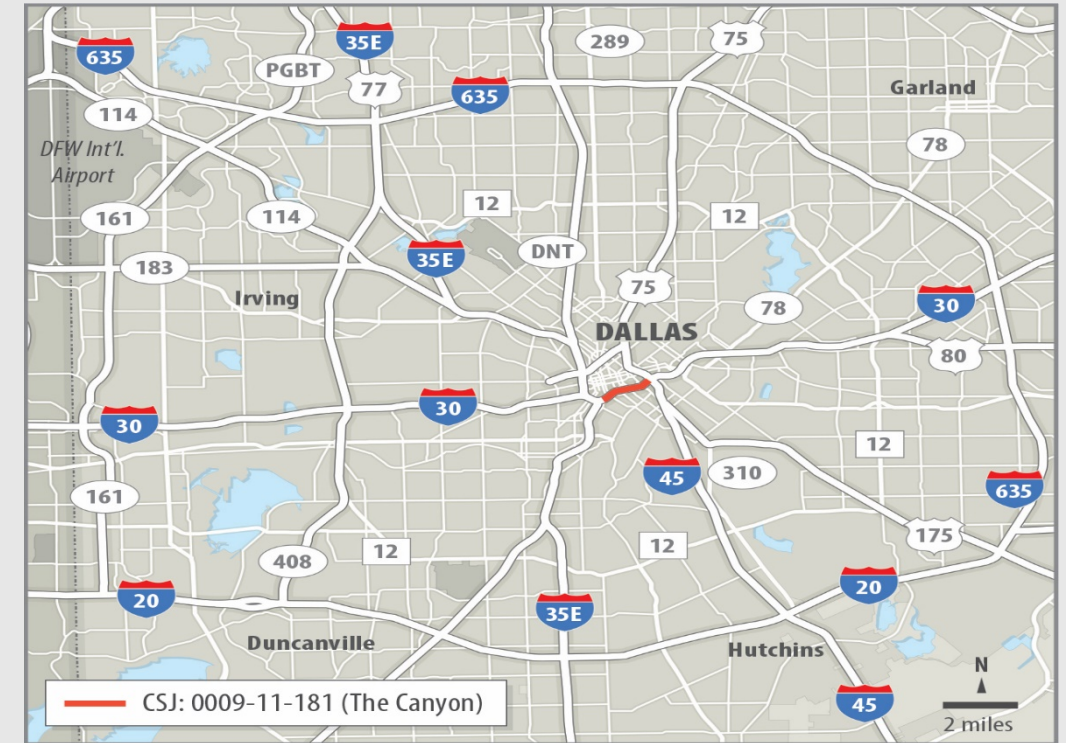 635
35E
289
75
PGBT
77
635
Garland
114
78
DFW Int'l.
Airport
12
12
161
114
35E
DNT
183
75
78
30
Irving
DALLAS
80
30
30
12
161
45
310
635
175
408
12
12
20
20
35E
Duncanville
Hutchins
45
N
2 miles
CSJ: 0009-11-181 (The Canyon)